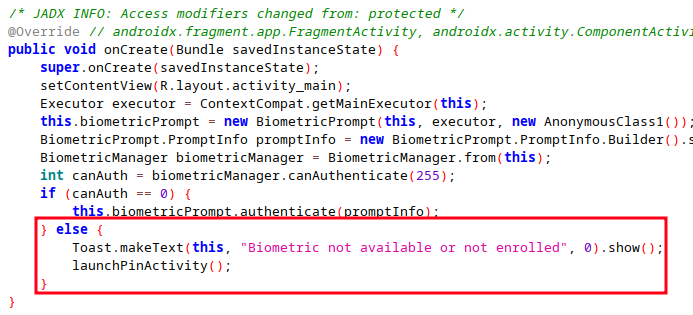 /* JADX INFO: Access modifiers changed from: protected */
@Override // androidx.fragment.app.FragmentActivity, androidx.activity.ComponentActivi
public void onCreate(Bundle savedInstanceState) {
super.onCreate(savedInstanceState);
setContentView(R.layout.activity_main);
Executor executor = ContextCompat.getMainExecutor(this);
this.biometricPrompt = new BiometricPrompt(this, executor, new AnonymousClass1());
BiometricPrompt.PromptInfo promptInfo = new BiometricPrompt.PromptInfo.Builder().s
BiometricManager biometricManager = BiometricManager.from(this);
int canAuth = biometricManager.canAuthenticate(255);
if (canAuth == 0) {
this.biometricPrompt.authenticate(promptInfo);
} else {
Toast.makeText(this, "Biometric not available or not enrolled", 0).show();
launchPinActivity();
}
}